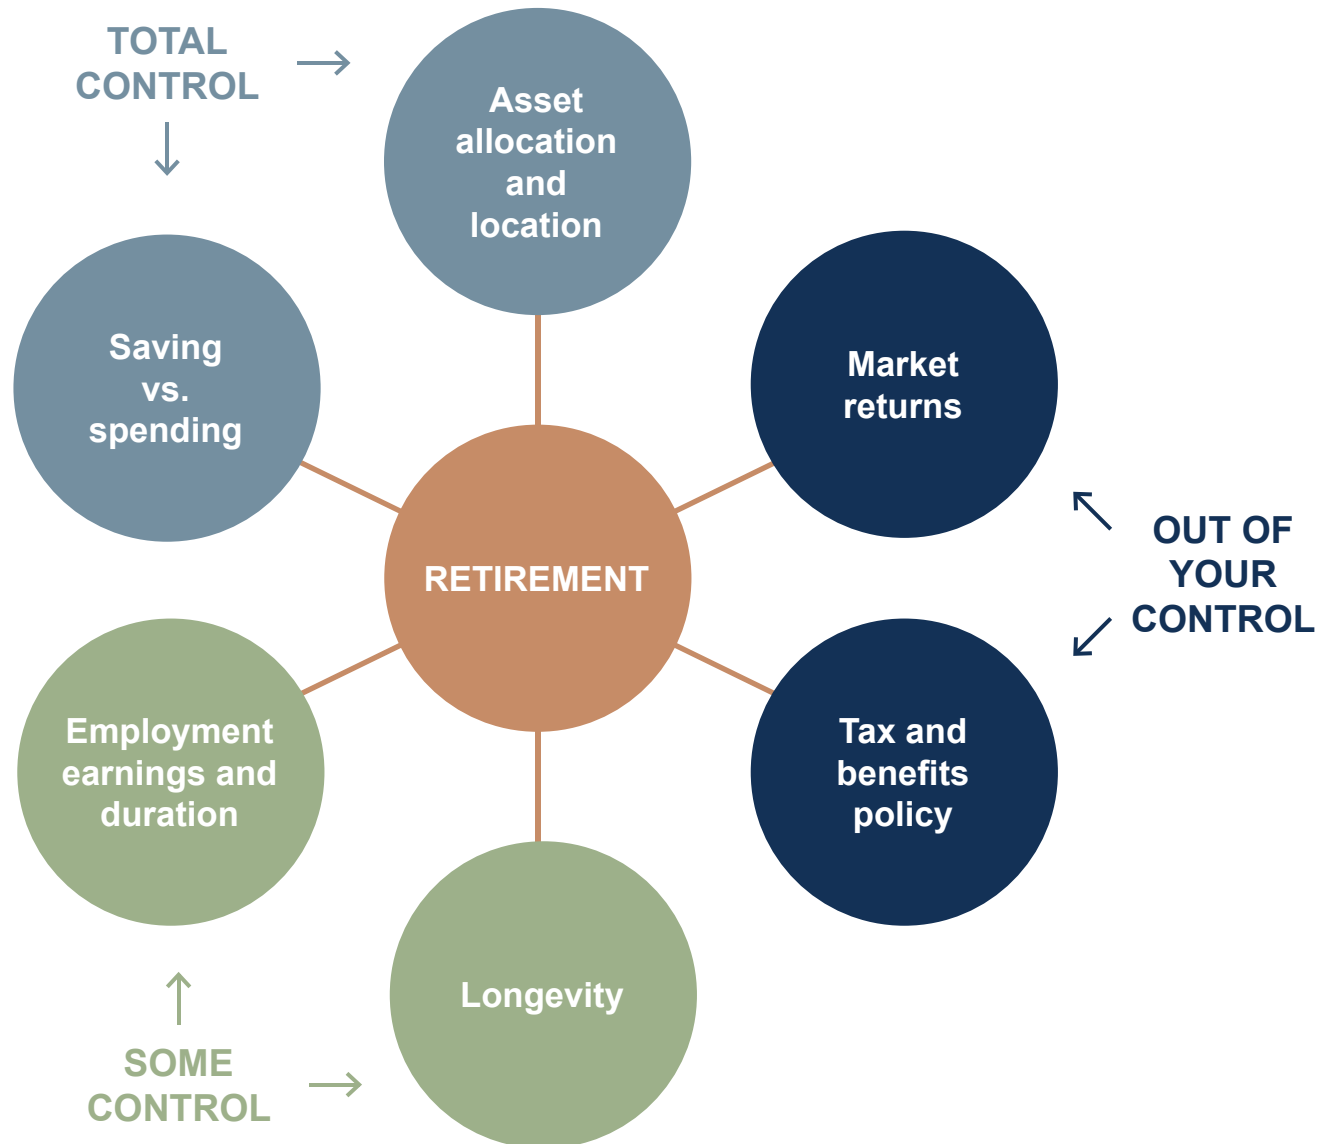 TOTAL
CONTROL
Asset
allocation
and
location
Saving
vs.
spending
Market
returns
OUT OF
YOUR
CONTROL
RETIREMENT
Employment
earnings and
duration
Tax and
benefits
policy
Longevity
SOME
CONTROL